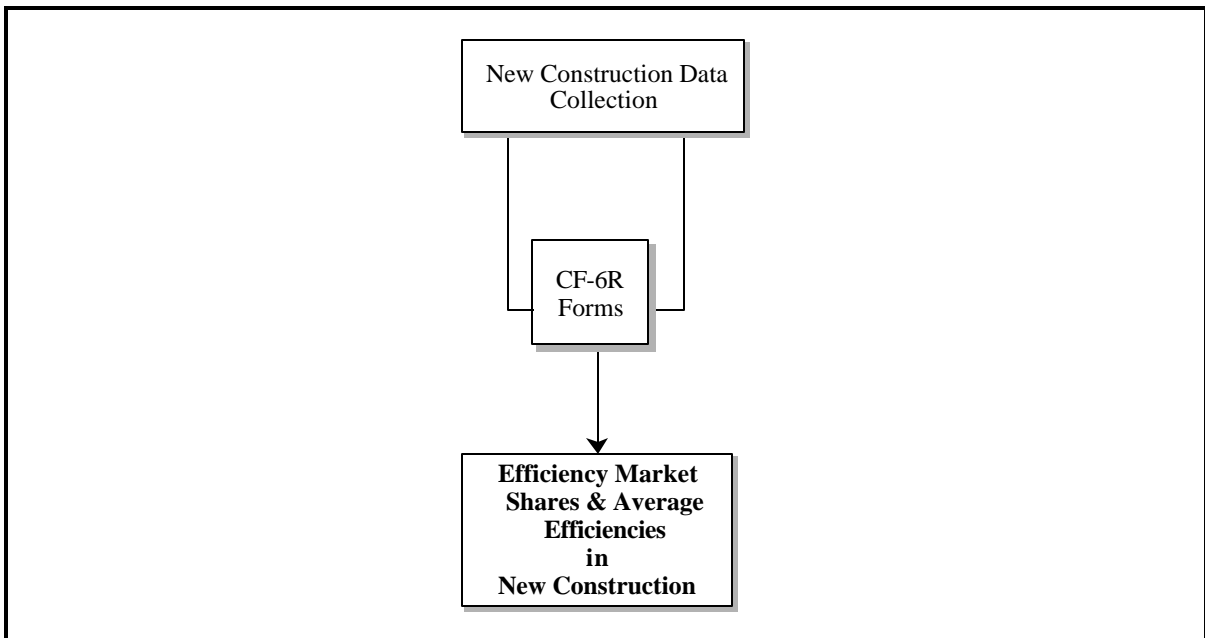 New Construction Data
Collection
CF-6R
Forms
Efficiency Market
Shares & Average
Efficiencies
in
New Construction